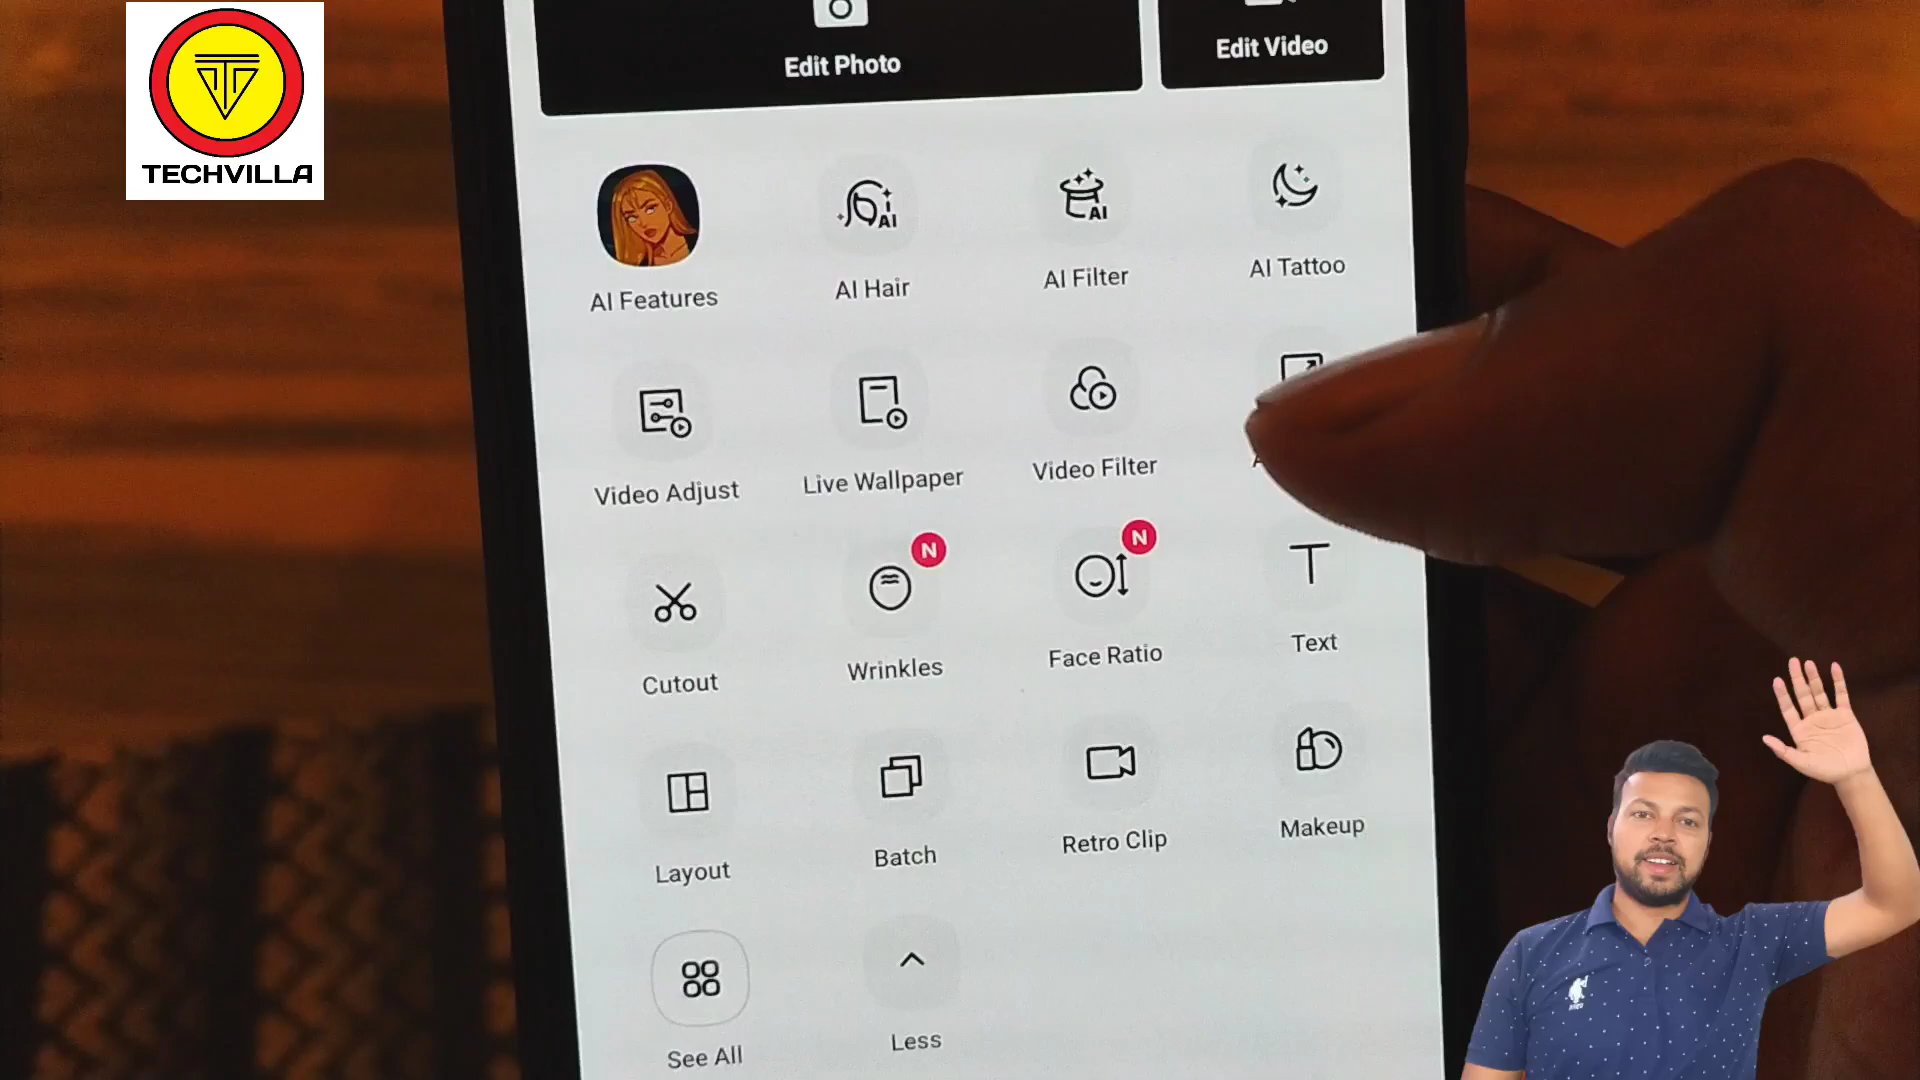 TECHVILLA
Edit Photo
Edit Video
AI
AI
AI Features
AI Hair
AI Filter
AI Tattoo
Video Adjust
Live Wallpaper
Video Filter
N
N
T
Cutout
Wrinkles
Face Ratio
Text
Layout
Batch
Retro Clip
Makeup
See All
Less